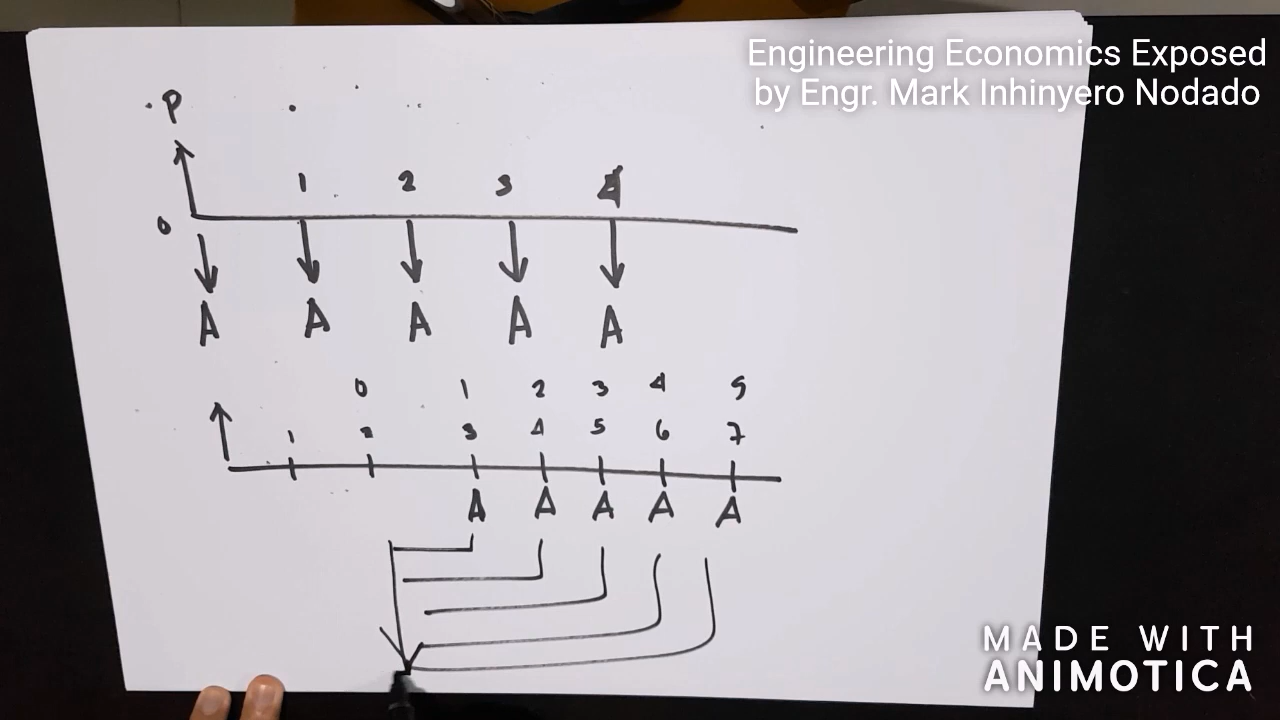 Engineering Economics Exposed
by Engr. Mark Inhinyero Nodado
P
1 2 3 4
0
A A A A A
0 1 2 3 4 5
1 2 3 4 5 6 7
A A A A A
MADE WITH
ANIMOTICA